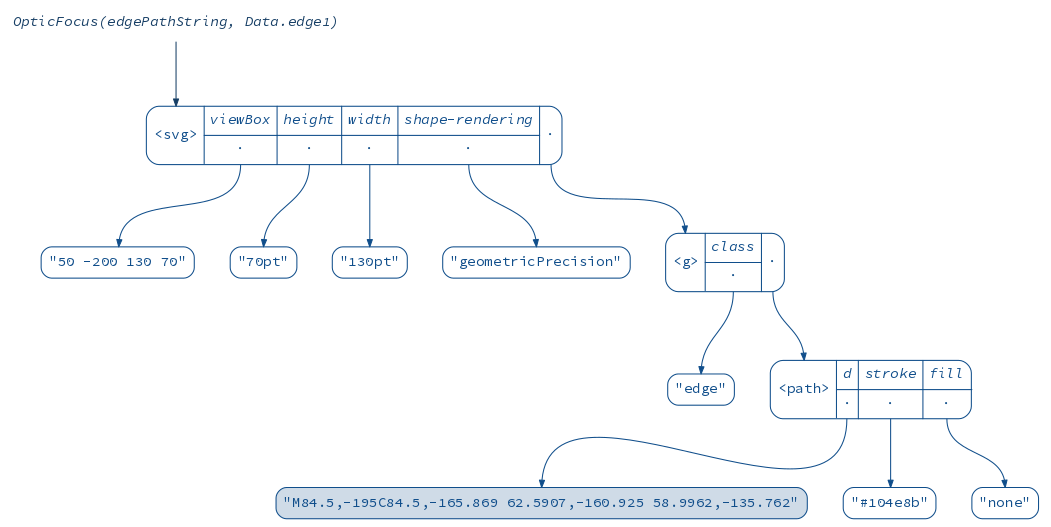 OpticFocus(edgePathString, Data.edge1)
<svg> viewBox height width shape-rendering
"50 -200 130 70" "70pt" "130pt" "geometricPrecision"
<g> class
"edge"
<path> d stroke fill
"M84.5,-195C84.5,-165.869 62.5907,-160.925 58.9962,-135.762" "#104e8b" "none"